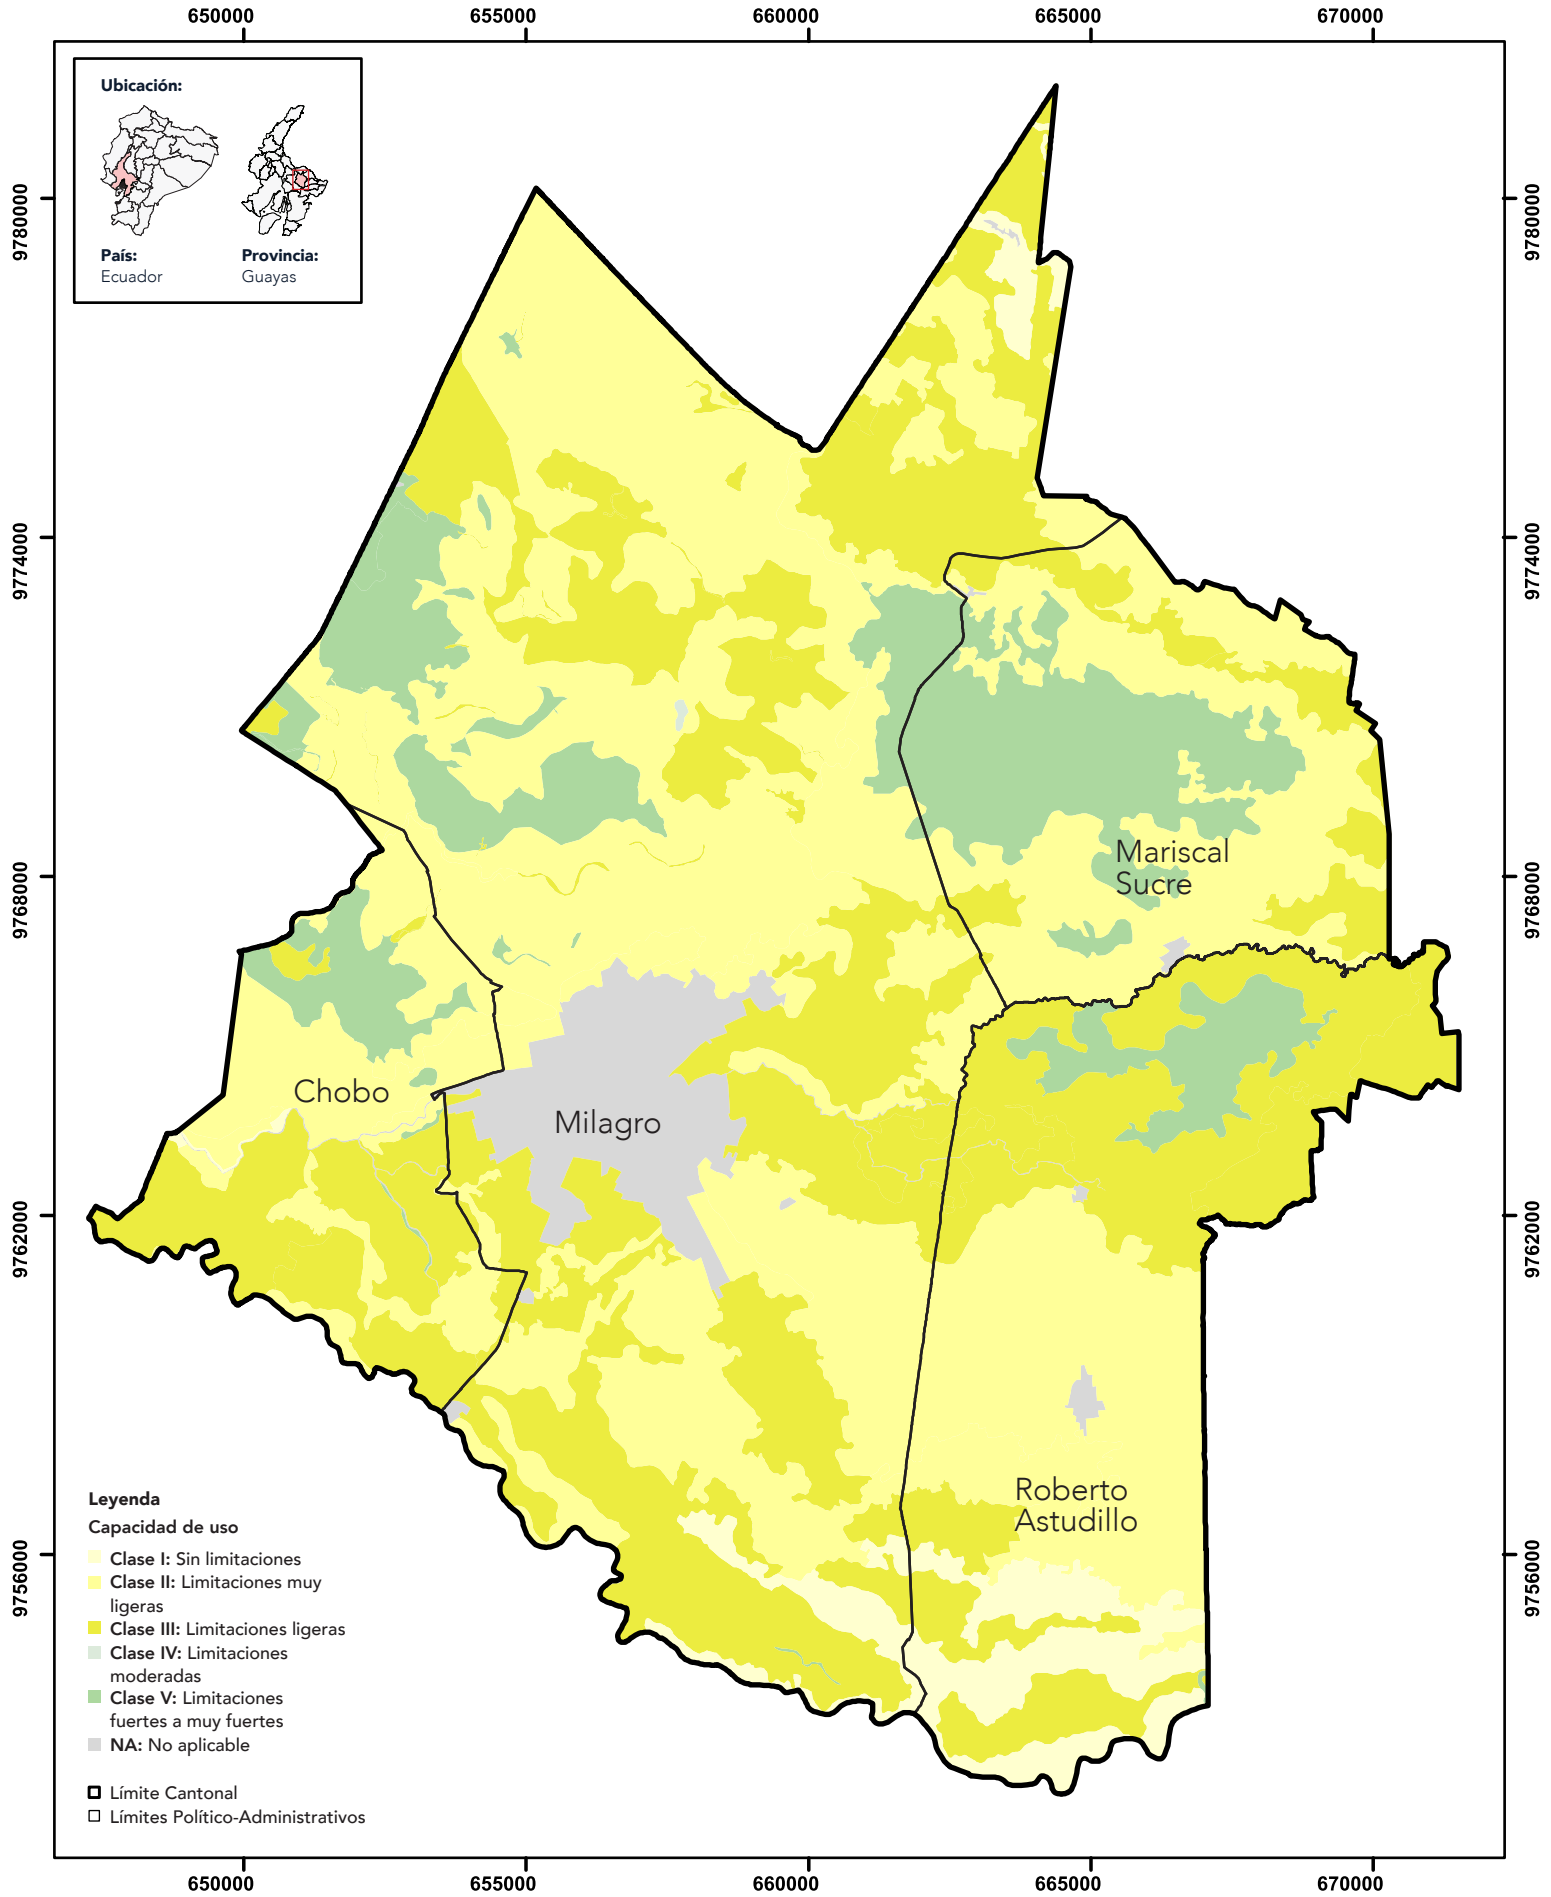 650000 655000 660000 665000 670000
Ubicación:
País:
Ecuador
Provincia:
Guayas
9780000 9780000
9774000 9774000
9768000 9768000
9762000 9762000
9756000 9756000
Mariscal
Sucre
Chobo
Milagro
Roberto
Astudillo
Leyenda
Capacidad de uso
Clase I: Sin limitaciones
Clase II: Limitaciones muy
ligeras
Clase III: Limitaciones ligeras
Clase IV: Limitaciones
moderadas
Clase V: Limitaciones
fuertes a muy fuertes
NA: No aplicable
Límite Cantonal
Límites Político-Administrativos
650000 655000 660000 665000 670000